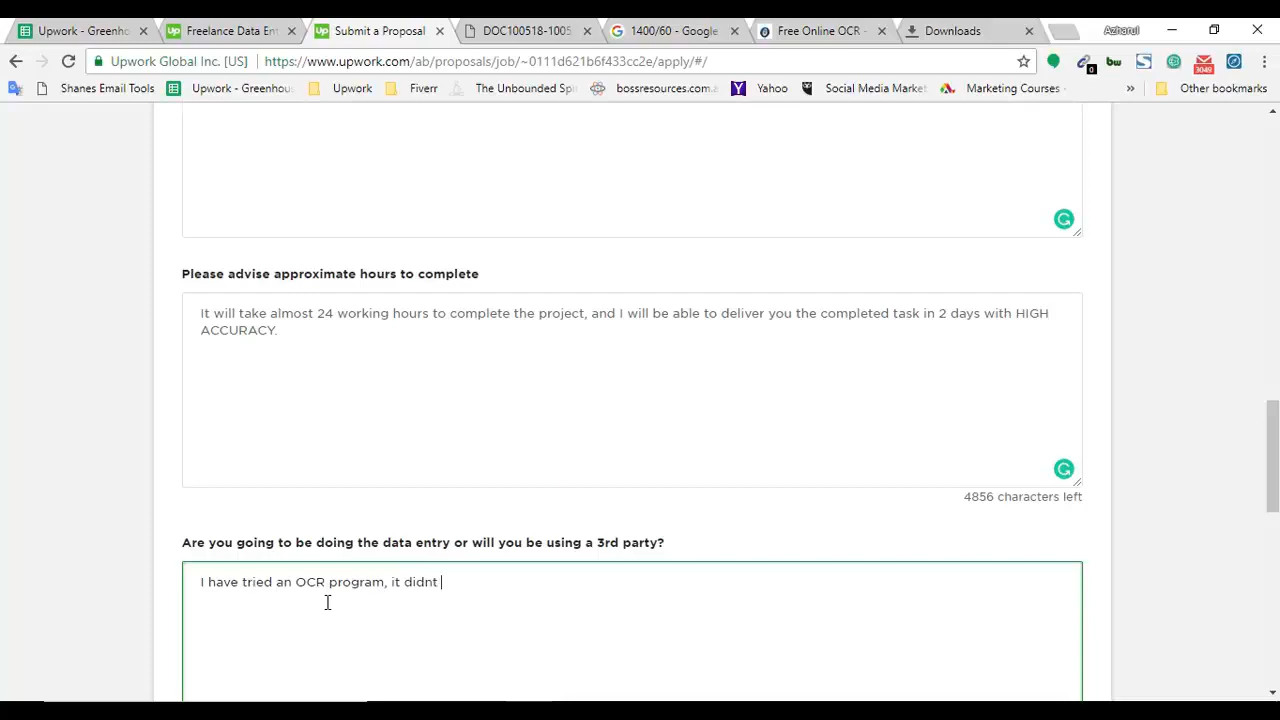 Upwork - Greenho
Freelance Data Ent
Submit a Proposal
DOC100518-1005
1400/60 - Google
Free Online OCR -
Downloads
Azharul
Upwork Global Inc. [US]
https://www.upwork.com/ab/proposals/job/~0111d621b6f433cc2e/apply/#/
0
bw
3049
Shanes Email Tools
Upwork - Greenhou
Upwork
Fiverr
The Unbounded Spi
bossresources.com.a
Yahoo
Social Media Market
Marketing Courses -
»
Other bookmarks
Please advise approximate hours to complete
It will take almost 24 working hours to complete the project, and I will be able to deliver you the completed task in 2 days with HIGH
ACCURACY.
4856 characters left
Are you going to be doing the data entry or will you be using a 3rd party?
I have tried an OCR program, it didnt